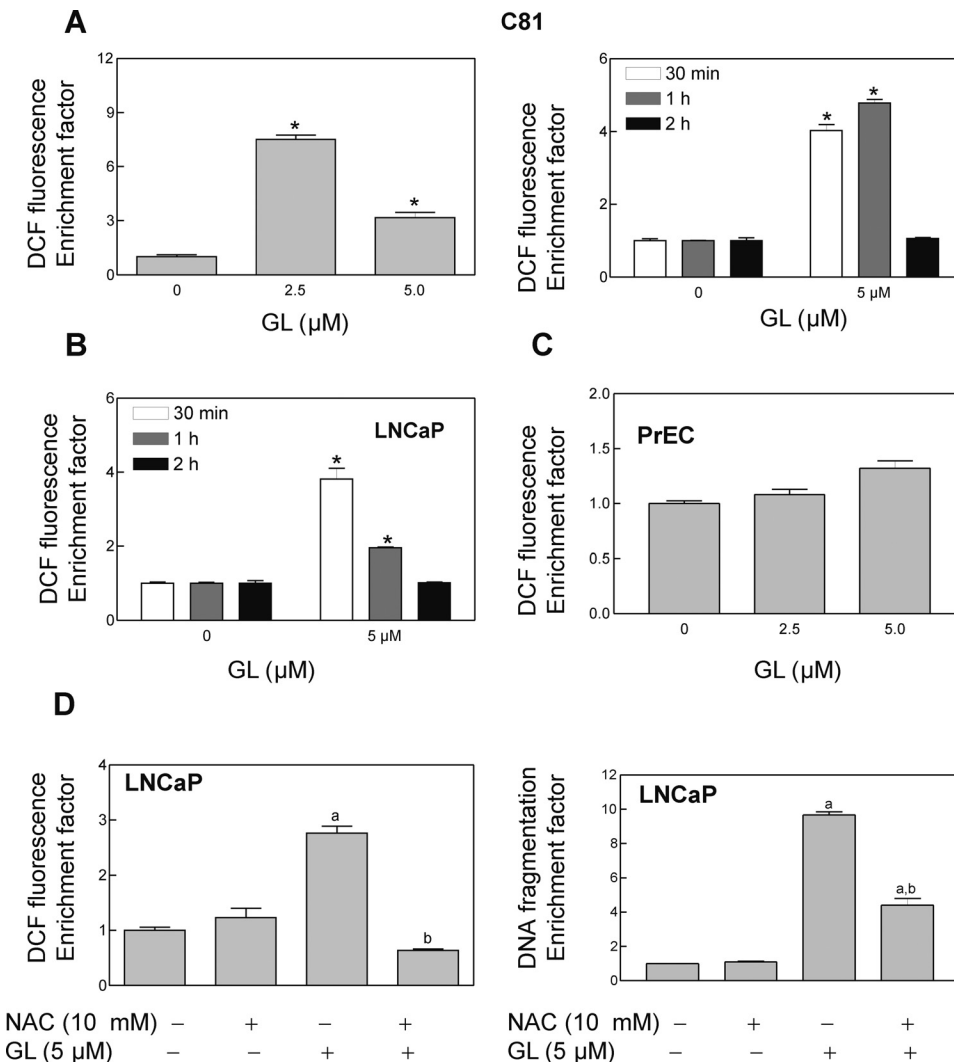 A
C81
DCF fluorescence
Enrichment factor
12
9
6
3
0
*
*
0 2.5 5.0
GL (µM)
DCF fluorescence
Enrichment factor
6
4
2
0
30 min
1 h
2 h
*
*
0 5 µM
GL (µM)
B
DCF fluorescence
Enrichment factor
6
4
2
0
30 min
1 h
2 h
LNCaP
*
*
0 5 µM
GL (µM)
C
DCF fluorescence
Enrichment factor
2.0
1.5
1.0
0.5
0.0
PrEC
0 2.5 5.0
GL (µM)
D
DCF fluorescence
Enrichment factor
4
3
2
1
0
LNCaP
a
b
NAC (10 mM) – + – +
GL (5 µM) – – + +
DNA fragmentation
Enrichment factor
12
10
8
6
4
2
0
LNCaP
a
a,b
NAC (10 mM) – + – +
GL (5 µM) – – + +